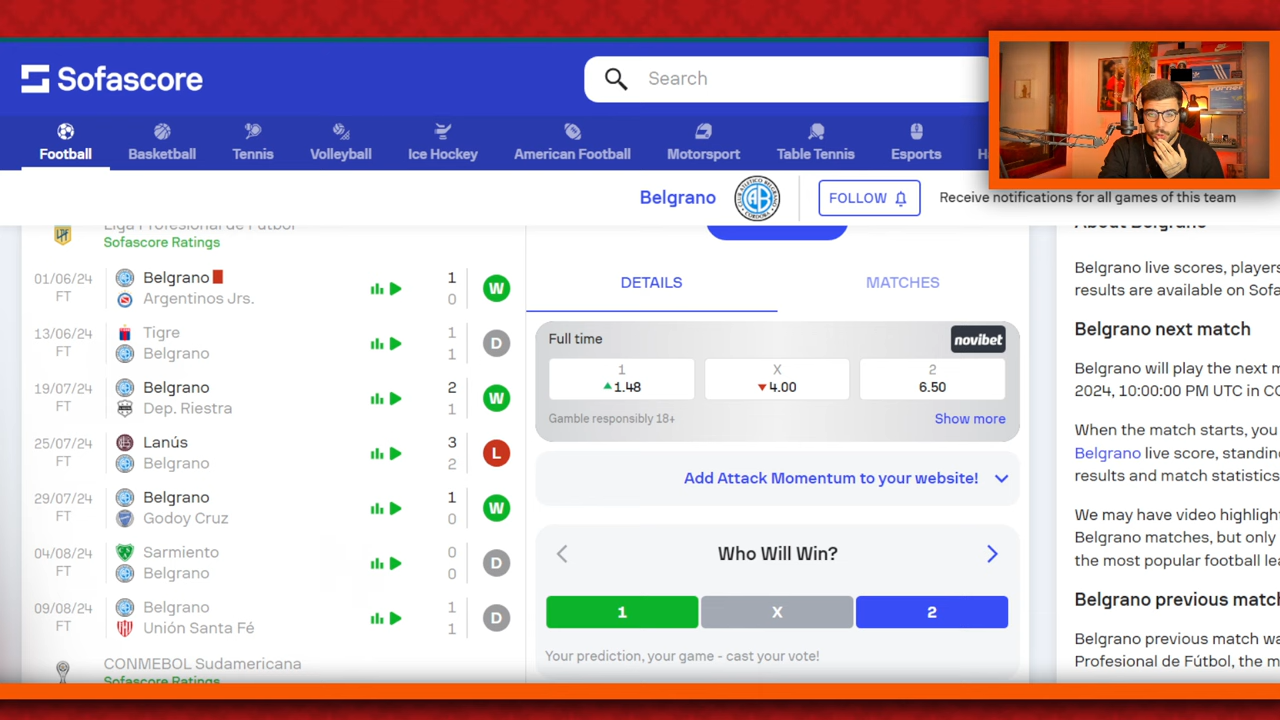 Sofascore
Search
Football
Basketball
Tennis
Volleyball
Ice Hockey
American Football
Motorsport
Table Tennis
Esports
Belgrano
FOLLOW
Receive notifications for all games of this team
Liga Profesional de Fútbol
Sofascore Ratings
01/06/24 Belgrano 1
FT Argentinos Jrs. 0 W
13/06/24 Tigre 1
FT Belgrano 1 D
19/07/24 Belgrano 2
FT Dep. Riestra 1 W
25/07/24 Lanús 3
FT Belgrano 2 L
29/07/24 Belgrano 1
FT Godoy Cruz 0 W
04/08/24 Sarmiento 0
FT Belgrano 0 D
09/08/24 Belgrano 1
FT Unión Santa Fé 1 D
CONMEBOL Sudamericana
Sofascore Ratings
DETAILS MATCHES
Full time novibet
1 X 2
1.48 4.00 6.50
Gamble responsibly 18+ Show more
Add Attack Momentum to your website!
Who Will Win?
1 X 2
Your prediction, your game - cast your vote!
About Belgrano
Belgrano live scores, players
results are available on Sofa
Belgrano next match
Belgrano will play the next m
2024, 10:00:00 PM UTC in CO
When the match starts, you
Belgrano live score, standin
results and match statistics
We may have video highligh
Belgrano matches, but only
the most popular football lea
Belgrano previous match
Belgrano previous match wa
Profesional de Fútbol, the m